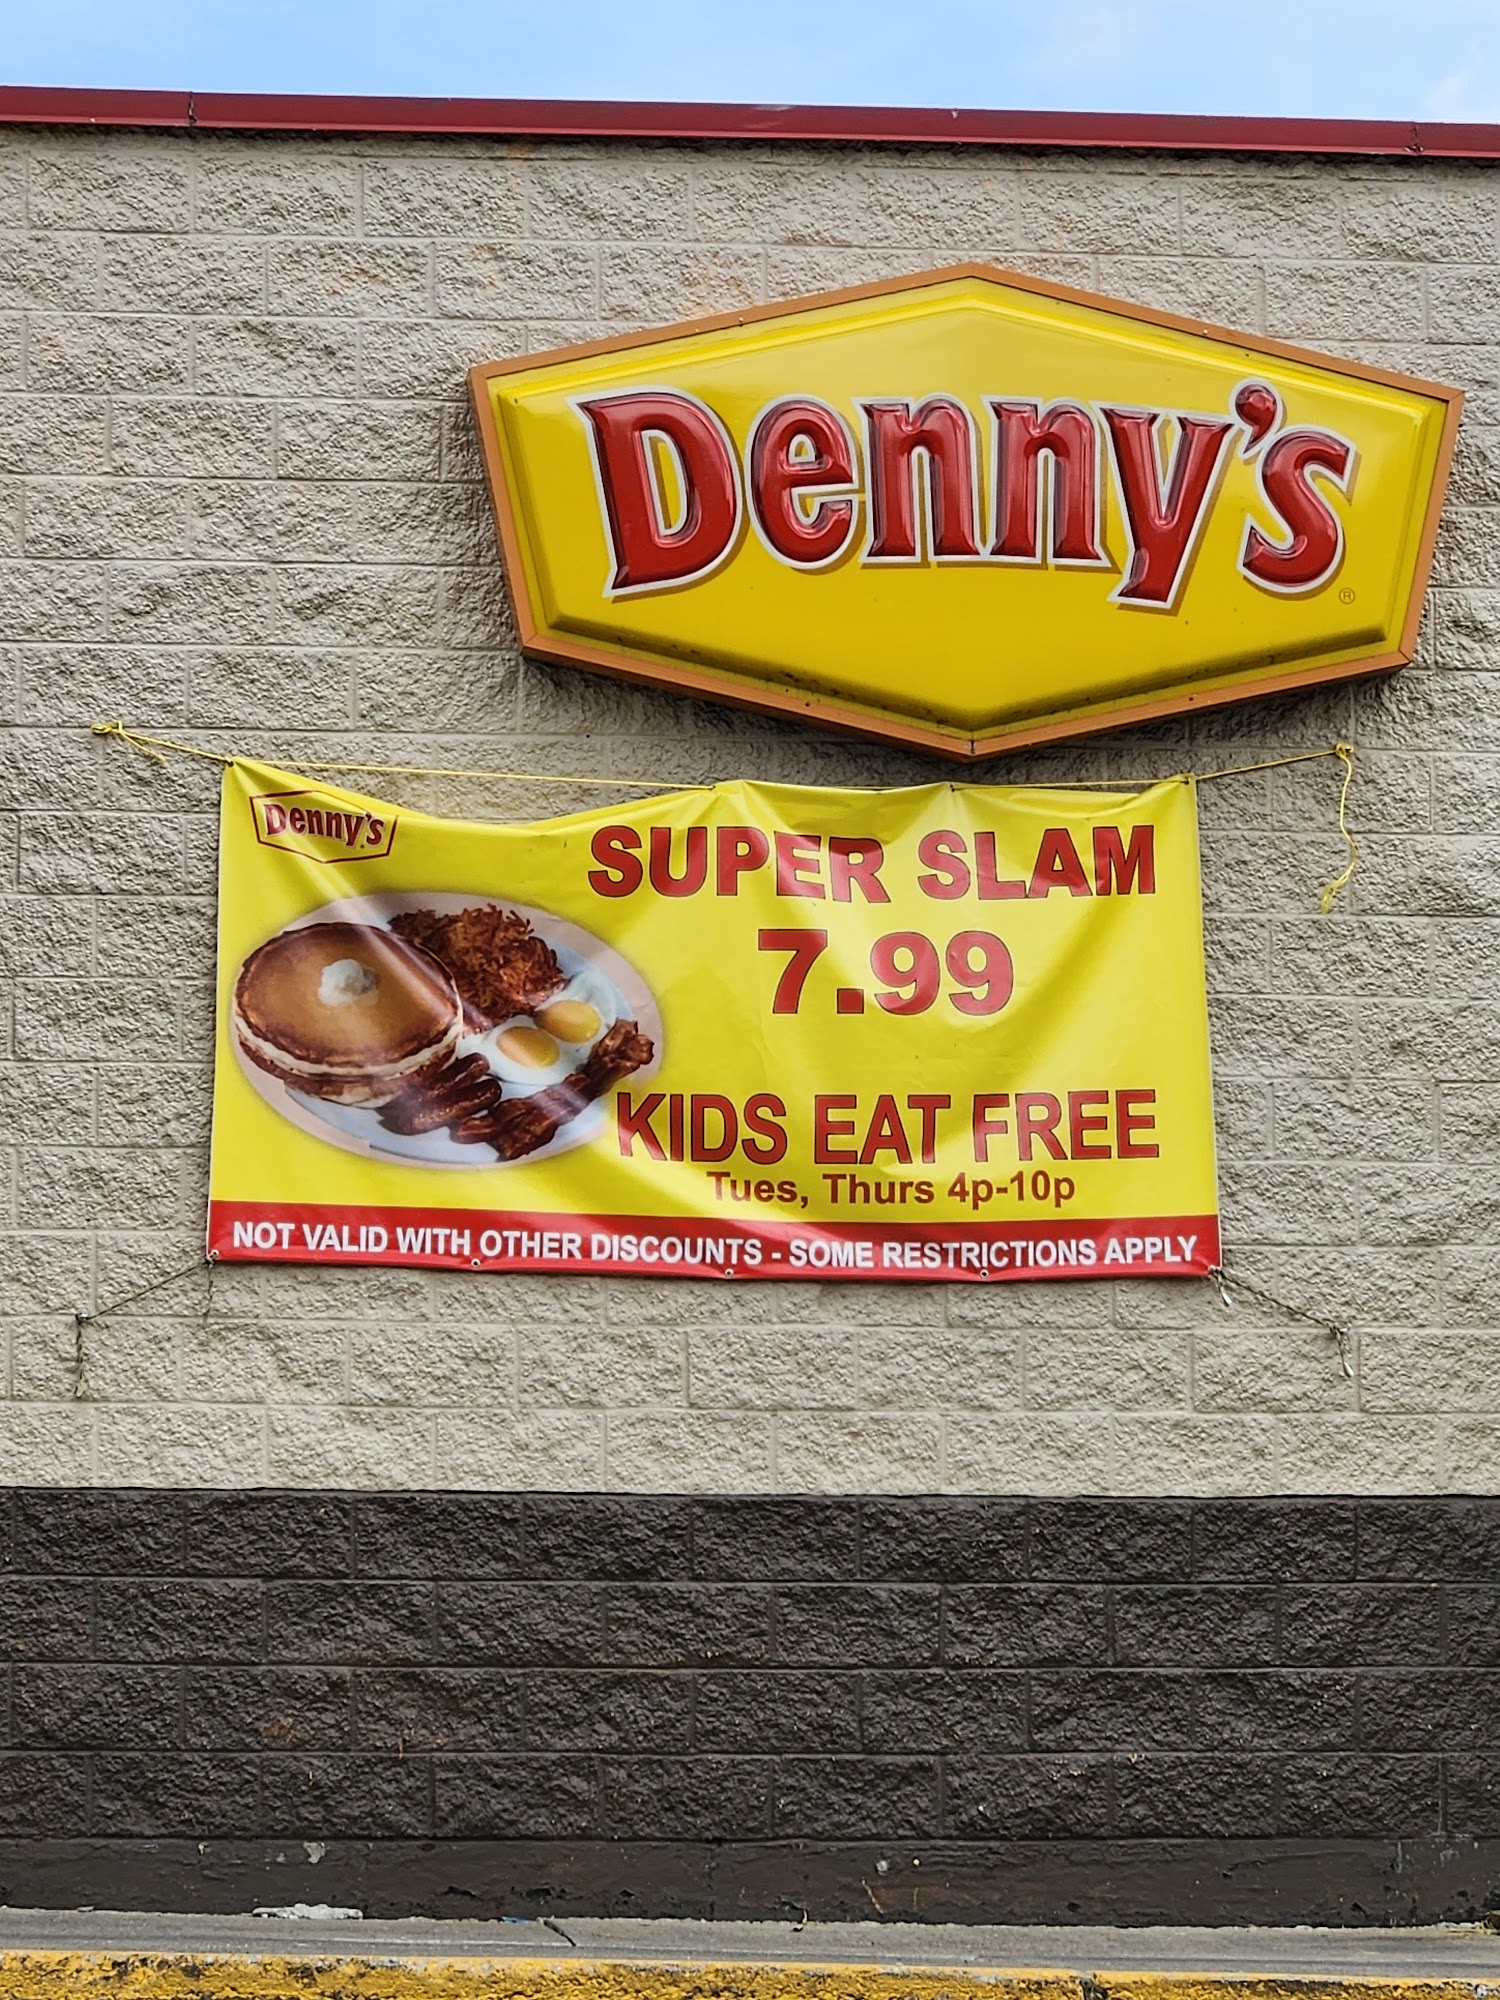 Denny's
®
Denny's
SUPER SLAM
7.99
KIDS EAT FREE
Tues, Thurs 4p-10p
NOT VALID WITH OTHER DISCOUNTS - SOME RESTRICTIONS APPLY